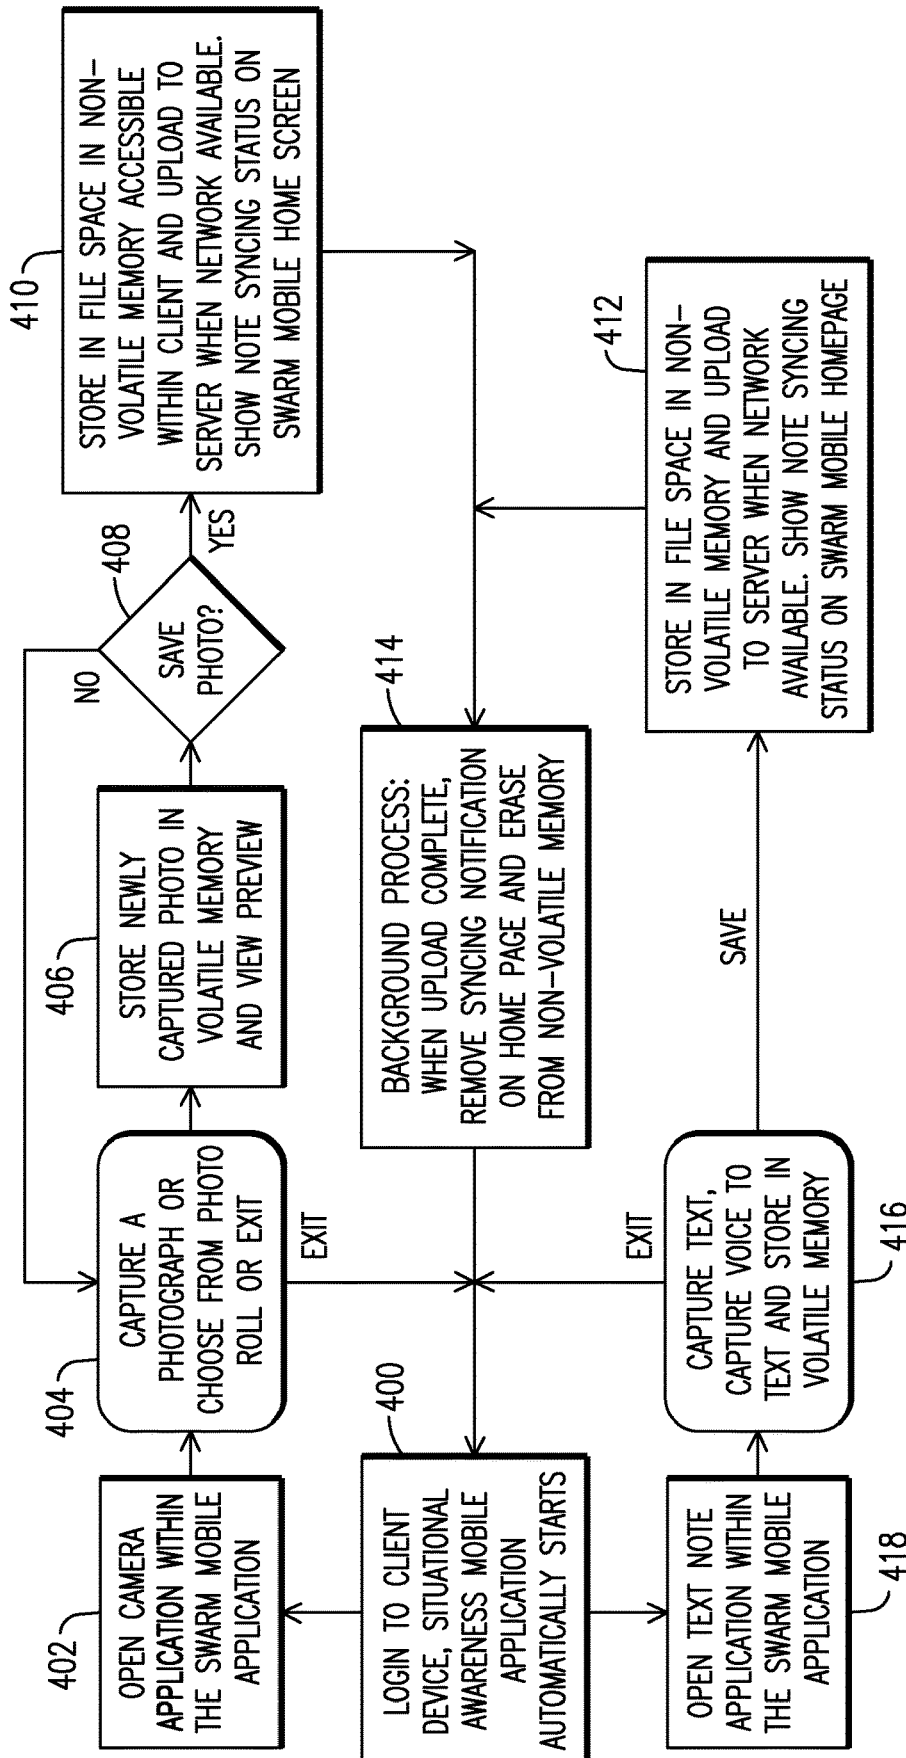 402
OPEN CAMERA
APPLICATION WITHIN
THE SWARM MOBILE
APPLICATION
404
CAPTURE A
PHOTOGRAPH OR
CHOOSE FROM PHOTO
ROLL OR EXIT
EXIT
406
STORE NEWLY
CAPTURED PHOTO IN
VOLATILE MEMORY
AND VIEW PREVIEW
NO
408
SAVE
PHOTO?
YES
410
STORE IN FILE SPACE IN NON-
VOLATILE MEMORY ACCESSIBLE
WITHIN CLIENT AND UPLOAD TO
SERVER WHEN NETWORK AVAILABLE.
SHOW NOTE SYNCING STATUS ON
SWARM MOBILE HOME SCREEN
400
LOGIN TO CLIENT
DEVICE, SITUATIONAL
AWARENESS MOBILE
APPLICATION
AUTOMATICALLY STARTS
414
BACKGROUND PROCESS:
WHEN UPLOAD COMPLETE,
REMOVE SYNCING NOTIFICATION
ON HOME PAGE AND ERASE
FROM NON-VOLATILE MEMORY
OPEN TEXT NOTE
APPLICATION WITHIN
THE SWARM MOBILE
APPLICATION
418
EXIT
CAPTURE TEXT,
CAPTURE VOICE TO
TEXT AND STORE IN
VOLATILE MEMORY
416
SAVE
412
STORE IN FILE SPACE IN NON-
VOLATILE MEMORY AND UPLOAD
TO SERVER WHEN NETWORK
AVAILABLE. SHOW NOTE SYNCING
STATUS ON SWARM MOBILE HOMEPAGE